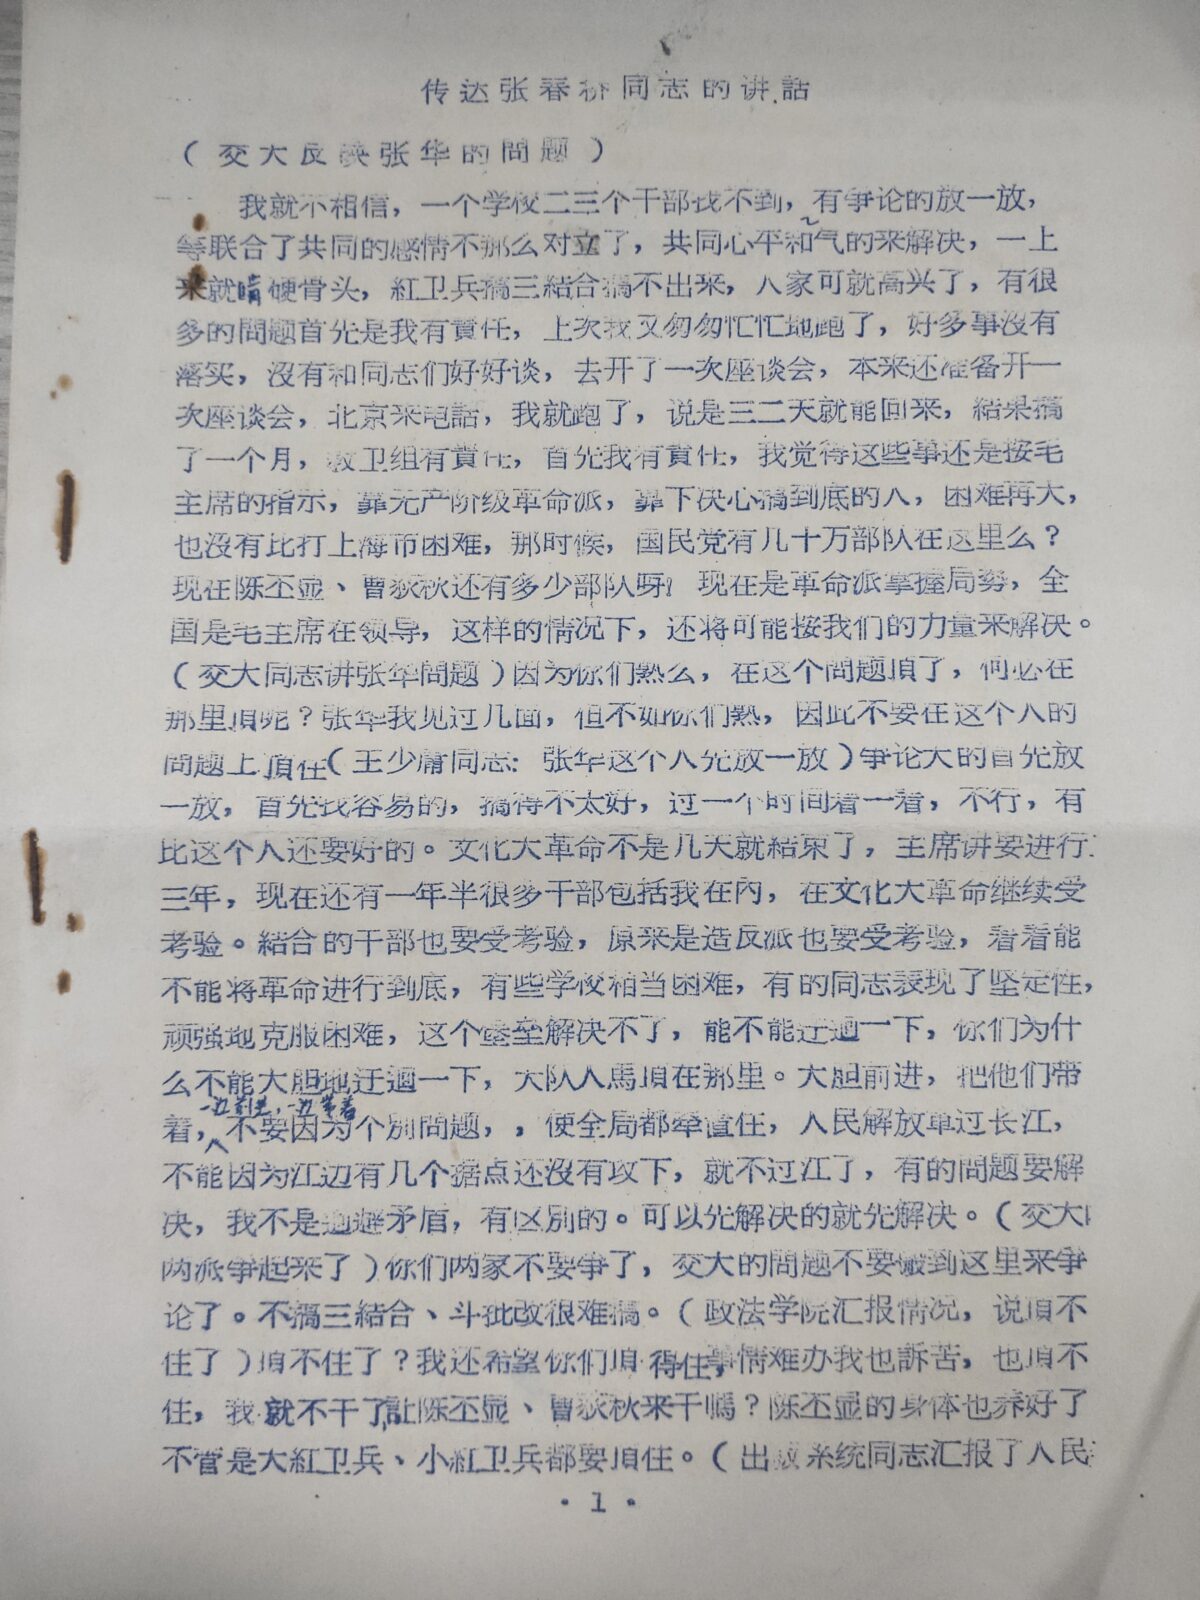 传达张春桥同志的讲話
（交大反映张华的問题）
我就不相信，一个学校二三个干部找不到，有争论的放一放，
等联合了共同的感情不那么对立了，共同心平和气的来解决，一上
来就啃硬骨头，紅卫兵搞三結合搞不出来，人家可就高兴了，有很
多的問题首先是我有責任，上次我又匆匆忙忙地跑了，好多事沒有
落实，沒有和同志们好好谈，去开了一次座谈会，本来还准备开一
次座谈会，北京来电話，我就跑了，说是三二天就能回来，結果搞
了一个月，教卫组有責任，首先我有責任，我觉得这些事还是按毛
主席的指示，靠无产阶级革命派，靠下决心搞到底的人，困难再大，
也沒有比打上海市困难，那时候，国民党有几十万部队在这里么？
现在陈丕显、曹荻秋还有多少部队呀！现在是革命派掌握局势，全
国是毛主席在领导，这样的情况下，还将可能按我们的力量来解决。
（交大同志讲张华問题）因为你们熟么，在这个問题頂了，何必在
那里頂呢？张华我见过几面，但不如你们熟，因此不要在这个人的
問题上頂住（王少庸同志：张华这个人先放一放）争论大的首先放
一放，首先找容易的，搞得不太好，过一个时间看一看，不行，有
比这个人还要好的。文化大革命不是几天就結束了，主席讲要进行
三年，现在还有一年半很多干部包括我在內，在文化大革命继续受
考验。結合的干部也要受考验，原来是造反派也要受考验，看看能
不能将革命进行到底，有些学校相当困难，有的同志表现了坚定性，
顽强地克服困难，这个堡垒解决不了，能不能迂迴一下，你们为什
么不能大胆地迂迴一下，大队人馬頂在那里。大胆前进，把他们带
一边前进，一边等着
着，不要因为个別問题，，使全局都牵置住，人民解放軍过长江，
不能因为江边有几个据点还沒有攻下，就不过江了，有的問题要解
决，我不是迴避矛盾，有区別的。可以先解决的就先解决。（交大
两派争起来了）你们两家不要争了，交大的問题不要搬到这里来争
论了。不搞三結合、斗批改很难搞。（政法学院汇报情况，说頂不
住了）頂不住了？我还希望你们頂得住，事情难办我也訴苦，也頂不
住，我就不干了，让陈丕显、曹荻秋来干嗎？陈丕显的身体也养好了
不管是大紅卫兵、小紅卫兵都要頂住。（出版系统同志汇报了人民
·1·